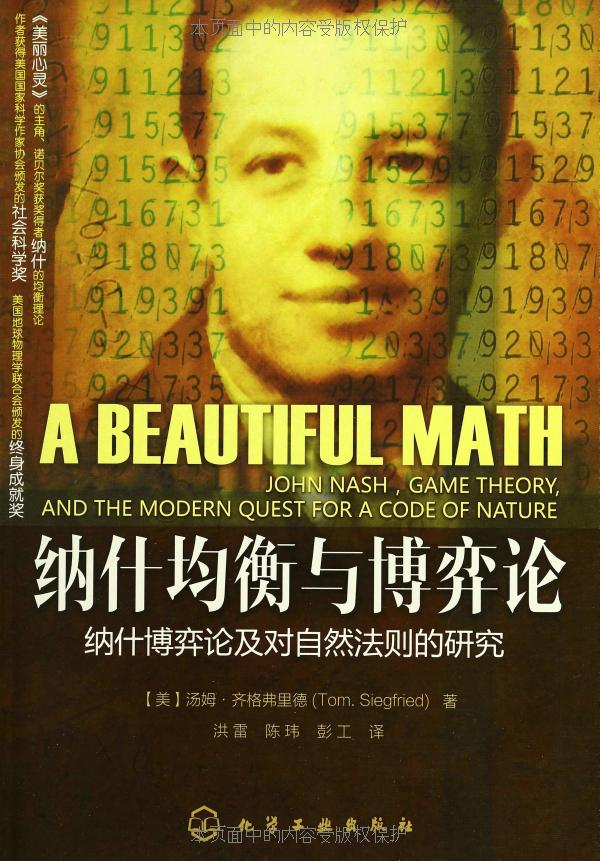 本页面中的内容受版权保护
《美丽心灵》的主角、诺贝尔奖获奖得者纳什的均衡理论
作者获得美国国家科学作家协会颁发的社会科学奖
美国地球物理学联合会颁发的终身成就奖
A BEAUTIFUL MATH
JOHN NASH , GAME THEORY,
AND THE MODERN QUEST FOR A CODE OF NATURE
纳什均衡与博弈论
纳什博弈论及对自然法则的研究
【美】汤姆·齐格弗里德(Tom. Siegfried) 著
洪雷 陈玮 彭工 译
化学工业出版社
本页面中的内容受版权保护